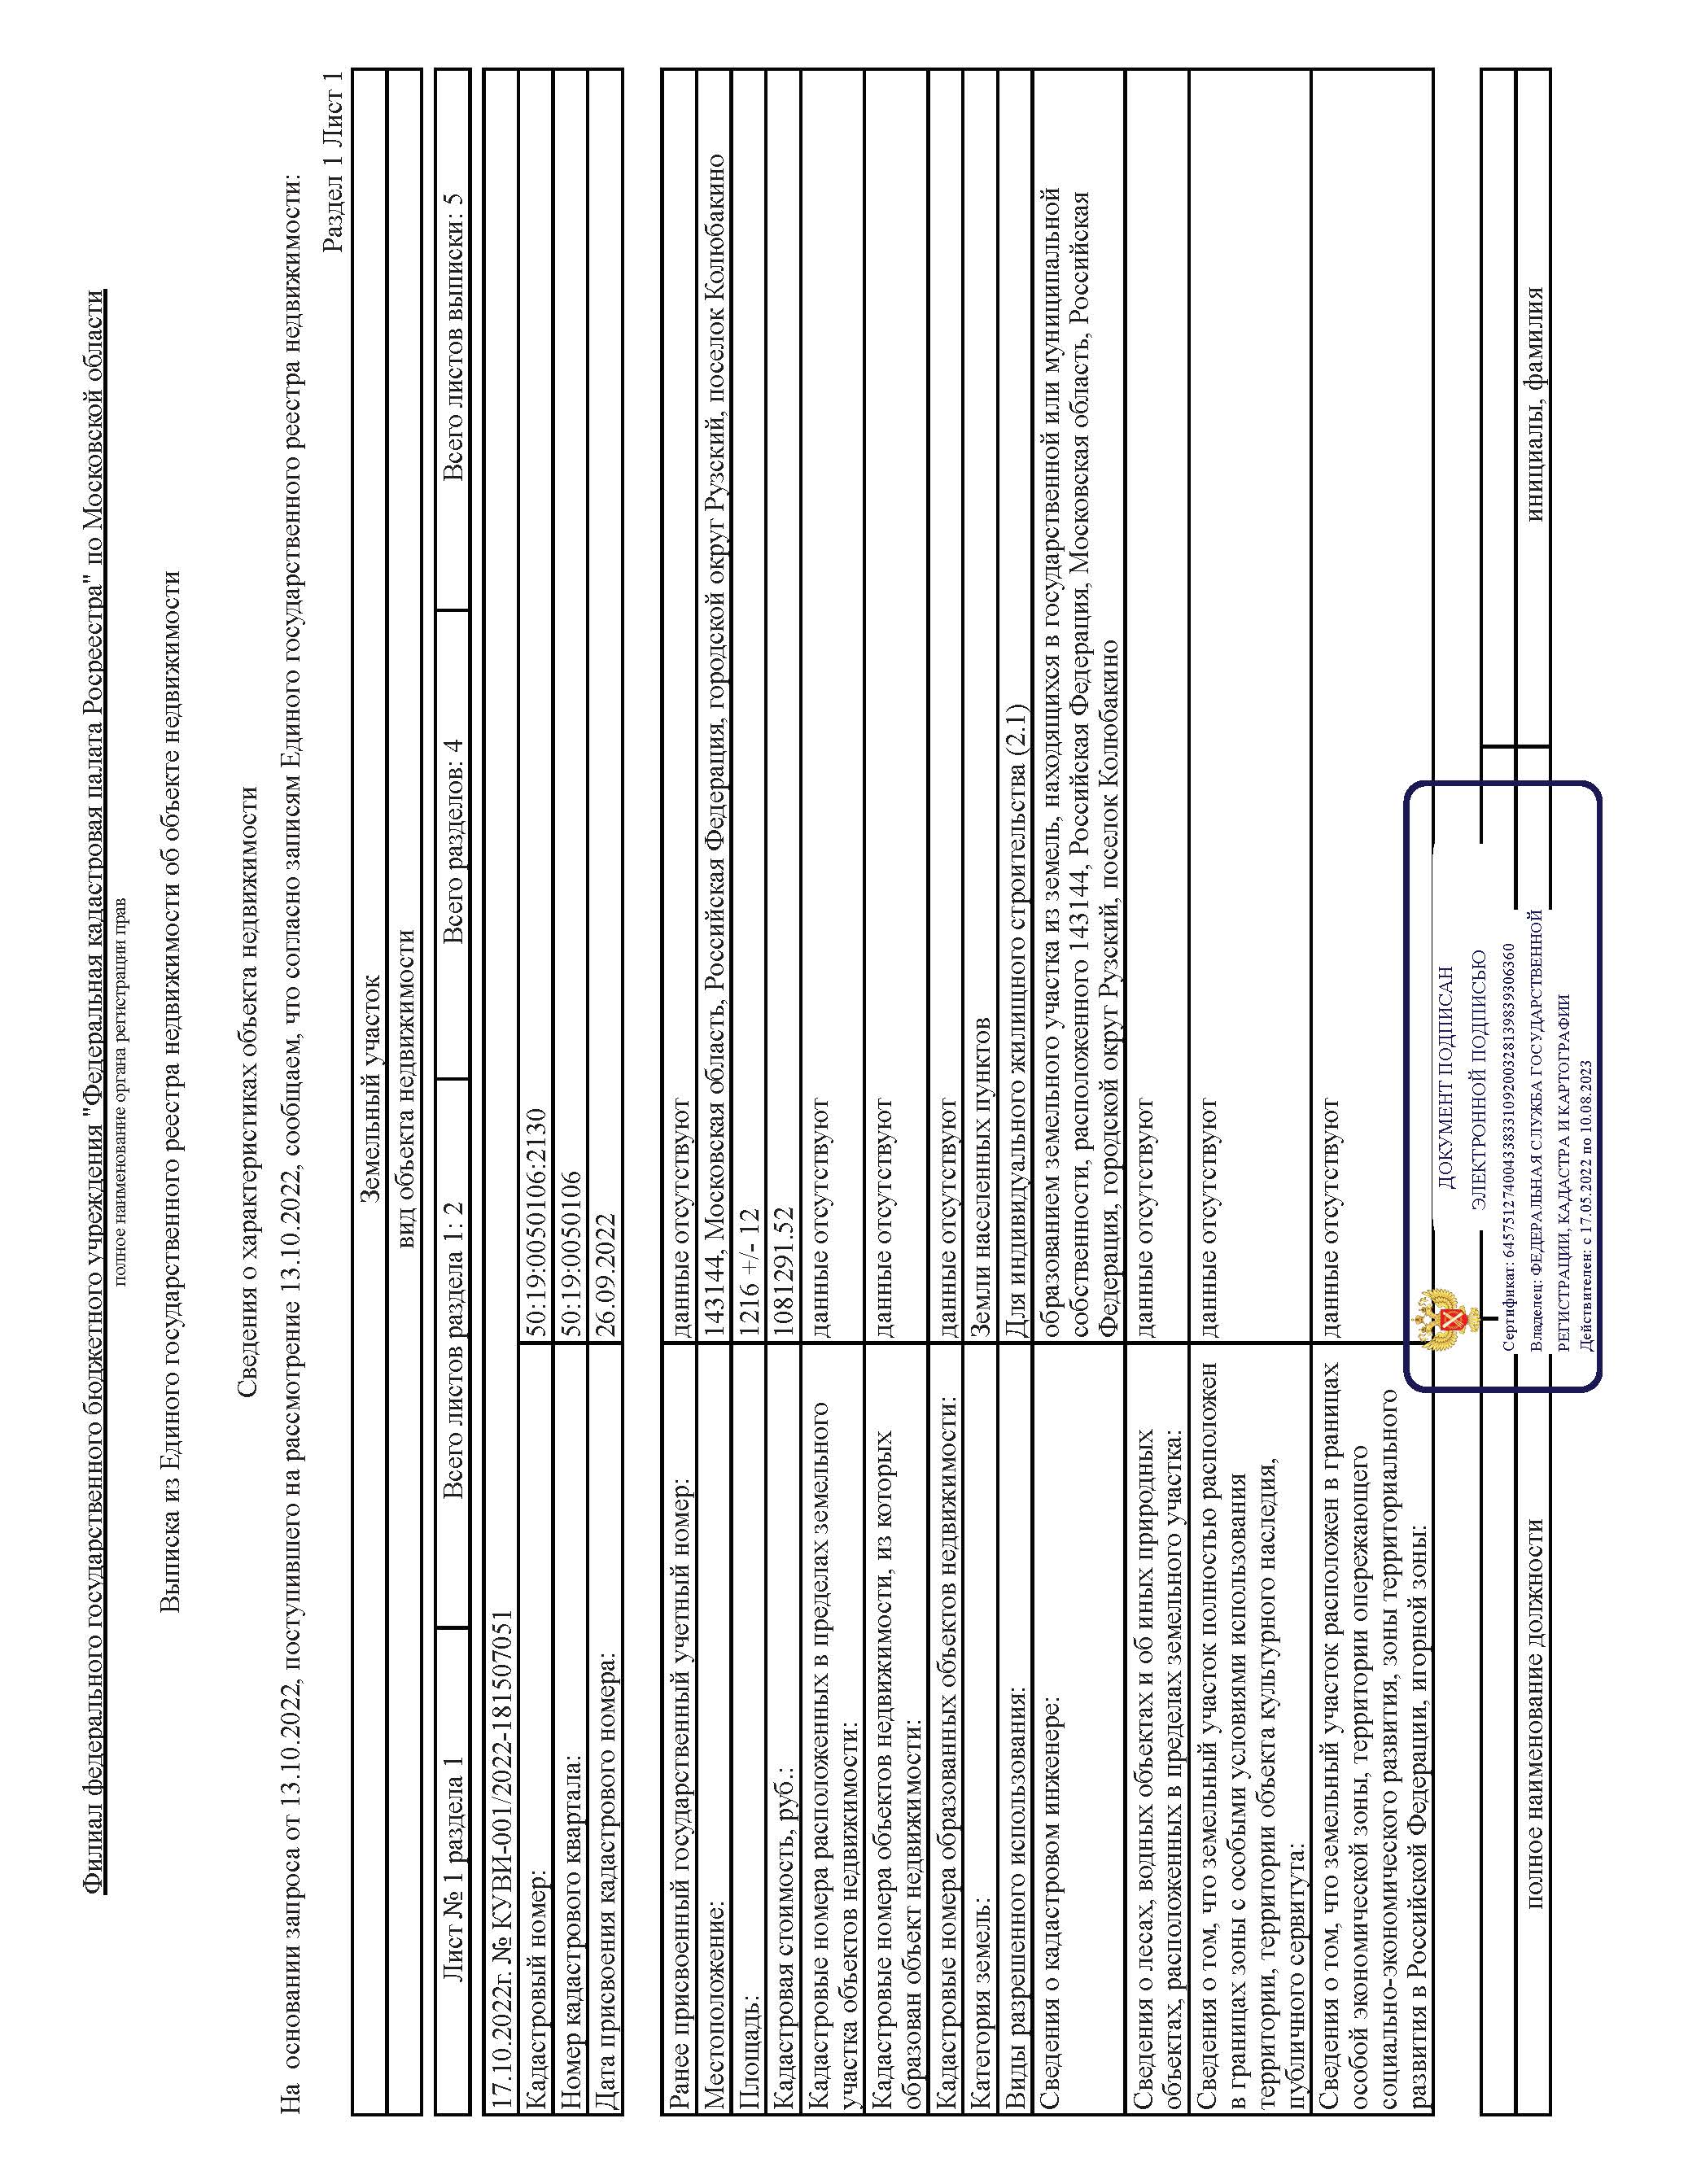 Филиал федерального государственного бюджетного учреждения "Федеральная кадастровая палата Росреестра" по Московской области
полное наименование органа регистрации прав
Выписка из Единого государственного реестра недвижимости об объекте недвижимости
Сведения о характеристиках объекта недвижимости
На основании запроса от 13.10.2022, поступившего на рассмотрение 13.10.2022, сообщаем, что согласно записям Единого государственного реестра недвижимости:
Раздел 1 Лист 1
Земельный участок
вид объекта недвижимости
Лист № 1 раздела 1 Всего листов раздела 1: 2 Всего разделов: 4 Всего листов выписки: 5
17.10.2022г. № КУВИ-001/2022-181507051
Кадастровый номер: 50:19:0050106:2130
Номер кадастрового квартала: 50:19:0050106
Дата присвоения кадастрового номера: 26.09.2022
Ранее присвоенный государственный учетный номер: данные отсутствуют
Местоположение: 143144, Московская область, Российская Федерация, городской округ Рузский, поселок Колюбакино
Площадь: 1216 +/- 12
Кадастровая стоимость, руб.: 1081291.52
Кадастровые номера расположенных в пределах земельного данные отсутствуют
участка объектов недвижимости:
Кадастровые номера объектов недвижимости, из которых данные отсутствуют
образован объект недвижимости:
Кадастровые номера образованных объектов недвижимости: данные отсутствуют
Категория земель: Земли населенных пунктов
Виды разрешенного использования: Для индивидуального жилищного строительства (2.1)
Сведения о кадастровом инженере: образованием земельного участка из земель, находящихся в государственной или муниципальной
собственности, расположенного 143144, Российская Федерация, Московская область, Российская
Федерация, городской округ Рузский, поселок Колюбакино
Сведения о лесах, водных объектах и об иных природных данные отсутствуют
объектах, расположенных в пределах земельного участка:
Сведения о том, что земельный участок полностью расположен данные отсутствуют
в границах зоны с особыми условиями использования
территории, территории объекта культурного наследия,
публичного сервитута:
Сведения о том, что земельный участок расположен в границах данные отсутствуют
особой экономической зоны, территории опережающего
социально-экономического развития, зоны территориального
развития в Российской Федерации, игорной зоны:
ДОКУМЕНТ ПОДПИСАН
ЭЛЕКТРОННОЙ ПОДПИСЬЮ
Сертификат: 64575127400433833109200328139839306360
Владелец: ФЕДЕРАЛЬНАЯ СЛУЖБА ГОСУДАРСТВЕННОЙ
РЕГИСТРАЦИИ, КАДАСТРА И КАРТОГРАФИИ
Действителен: с 17.05.2022 по 10.08.2023
полное наименование должности инициалы, фамилия